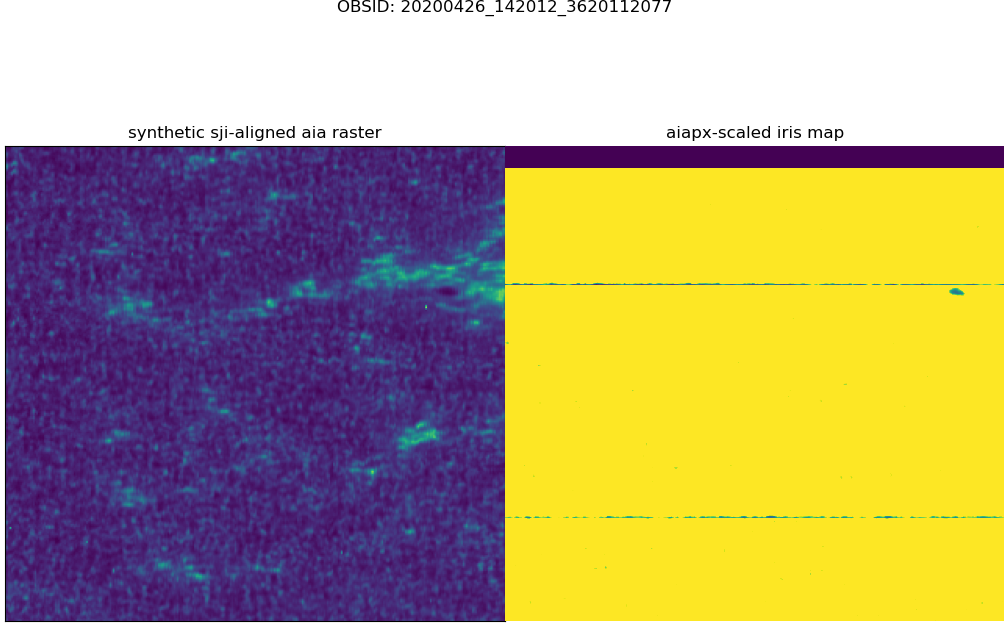 OBSID: 20200426_142012_3620112077
synthetic sji-aligned aia raster
aiapx-scaled iris map